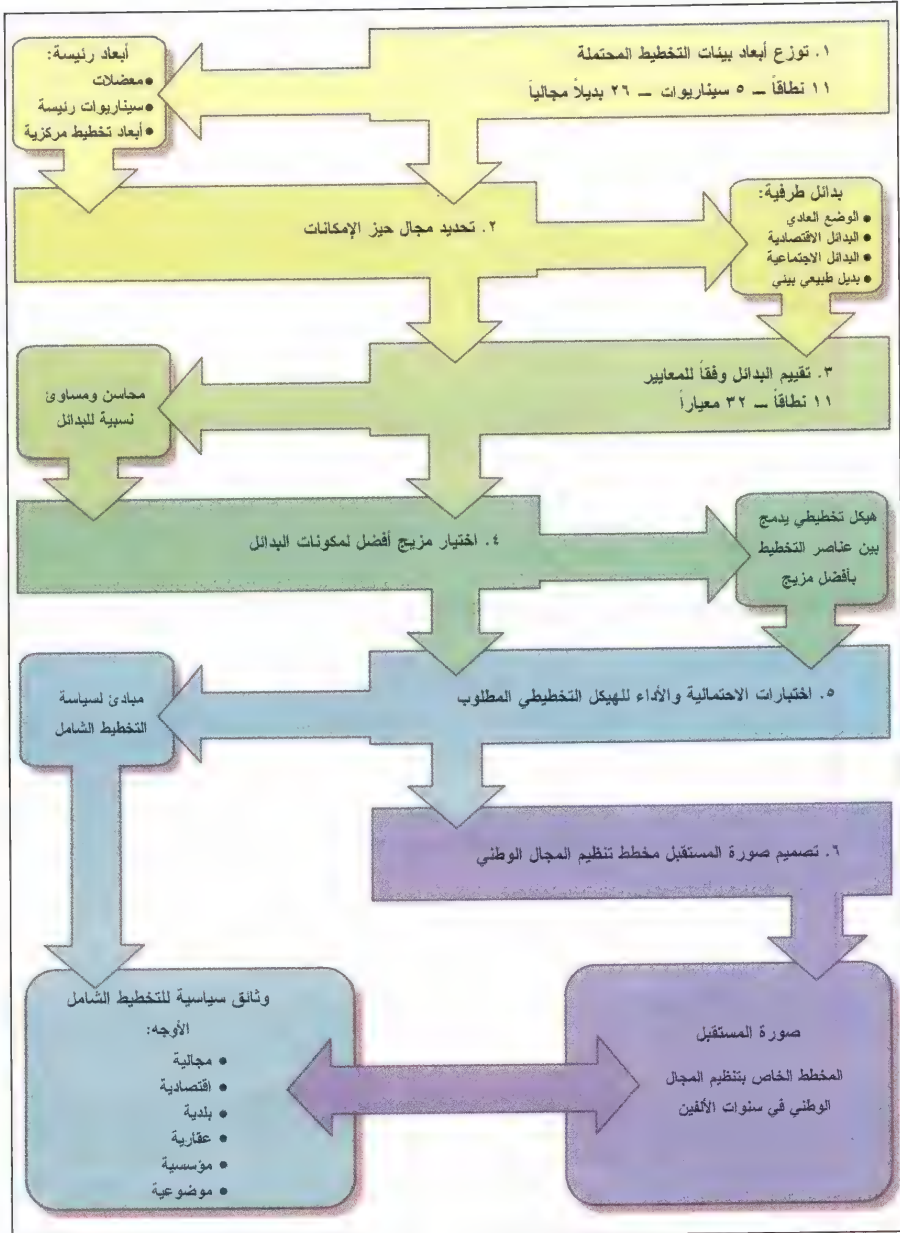 ١. توزع أبعاد بيئات التخطيط المحتملة
١١ نطاقاً – ٥ سيناريوات – ٢٦ بديلاً مجالياً
أبعاد رئيسة:
● معضلات
● سيناريوات رئيسة
● أبعاد تخطيط مركزية
٢. تحديد مجال حيز الإمكانات
بدائل طرفية:
● الوضع العادي
● البدائل الاقتصادية
● البدائل الاجتماعية
● بديل طبيعي بيئي
٣. تقييم البدائل وفقاً للمعايير
١١ نطاقاً – ٣٢ معياراً
محاسن ومساوئ
نسبية للبدائل
٤. اختيار مزيج أفضل لمكونات البدائل
هيكل تخطيطي يدمج
بين عناصر التخطيط
بأفضل مزيج
٥. اختبارات الاحتمالية والأداء للهيكل التخطيطي المطلوب
مبادئ لسياسة
التخطيط الشامل
٦. تصميم صورة المستقبل مخطط تنظيم المجال الوطني
صورة المستقبل
المخطط الخاص بتنظيم المجال
الوطني في سنوات الألفين
وثائق سياسية للتخطيط الشامل
الأوجه:
● مجالية
● اقتصادية
● بلدية
● عقارية
● مؤسسية
● موضوعية